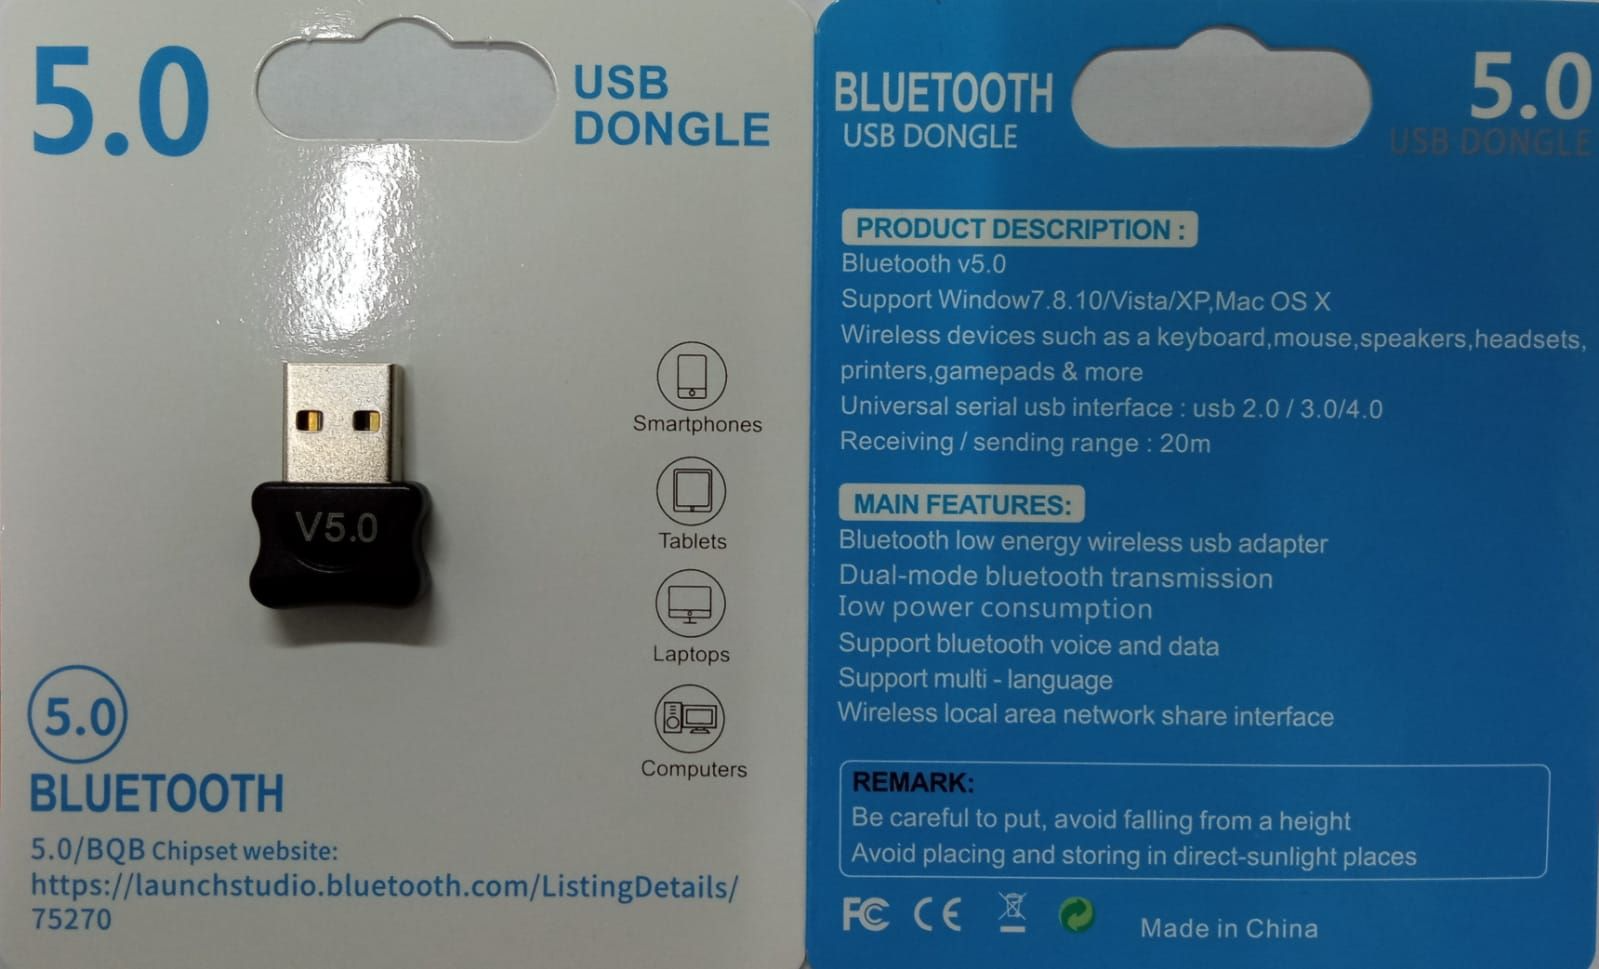 5.0
USB
DONGLE
V5.0
Smartphones
Tablets
Laptops
Computers
5.0
BLUETOOTH
5.0/BQB Chipset website:
https://launchstudio.bluetooth.com/ListingDetails/
75270
BLUETOOTH
USB DONGLE
5.0
USB DONGLE
PRODUCT DESCRIPTION :
Bluetooth v5.0
Support Window7.8.10/Vista/XP,Mac OS X
Wireless devices such as a keyboard,mouse,speakers,headsets,
printers,gamepads & more
Universal serial usb interface : usb 2.0 / 3.0/4.0
Receiving / sending range : 20m
MAIN FEATURES:
Bluetooth low energy wireless usb adapter
Dual-mode bluetooth transmission
Iow power consumption
Support bluetooth voice and data
Support multi - language
Wireless local area network share interface
REMARK:
Be careful to put, avoid falling from a height
Avoid placing and storing in direct-sunlight places
FC CE
Made in China